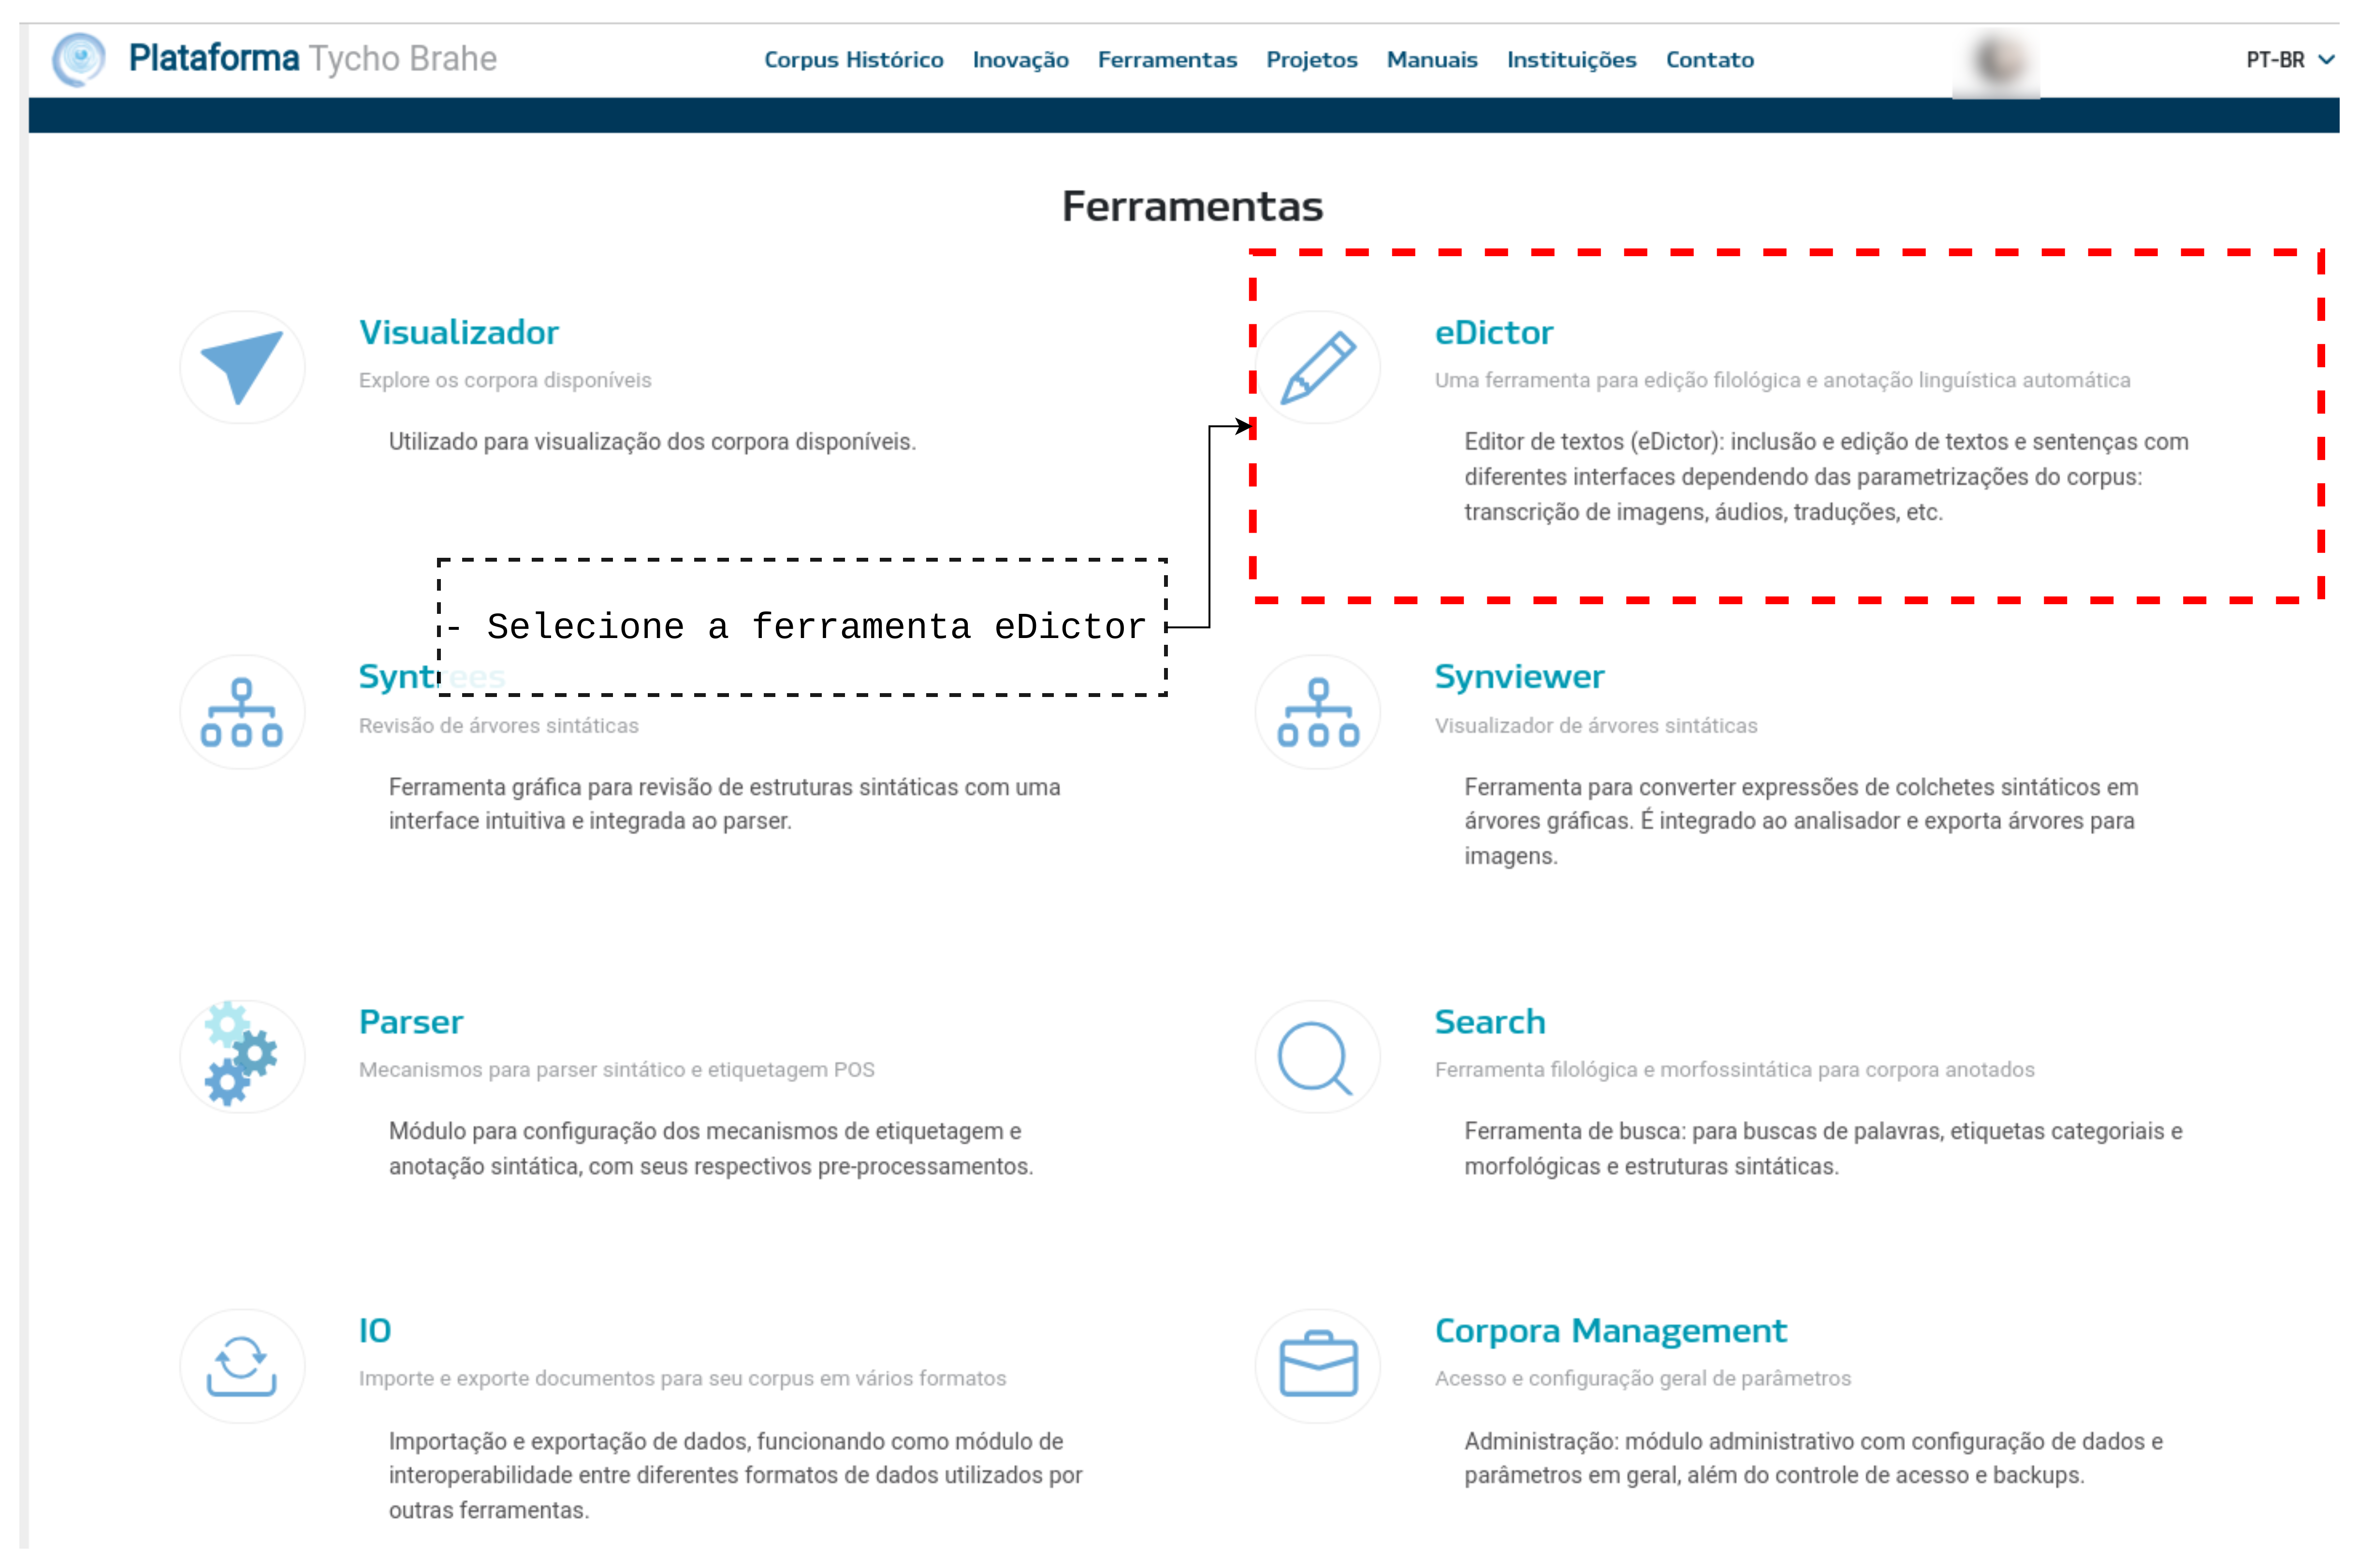 Plataforma Tycho Brahe
Corpus Histórico Inovação Ferramentas Projetos Manuais Instituições Contato
PT-BR
Ferramentas
Visualizador
Explore os corpora disponíveis
Utilizado para visualização dos corpora disponíveis.
eDictor
Uma ferramenta para edição filológica e anotação linguística automática
Editor de textos (eDictor): inclusão e edição de textos e sentenças com
diferentes interfaces dependendo das parametrizações do corpus:
transcrição de imagens, áudios, traduções, etc.
- Selecione a ferramenta eDictor
Syntrees
Revisão de árvores sintáticas
Ferramenta gráfica para revisão de estruturas sintáticas com uma
interface intuitiva e integrada ao parser.
Synviewer
Visualizador de árvores sintáticas
Ferramenta para converter expressões de colchetes sintáticos em
árvores gráficas. É integrado ao analisador e exporta árvores para
imagens.
Parser
Mecanismos para parser sintático e etiquetagem POS
Módulo para configuração dos mecanismos de etiquetagem e
anotação sintática, com seus respectivos pre-processamentos.
Search
Ferramenta filológica e morfossintática para corpora anotados
Ferramenta de busca: para buscas de palavras, etiquetas categoriais e
morfológicas e estruturas sintáticas.
IO
Importe e exporte documentos para seu corpus em vários formatos
Importação e exportação de dados, funcionando como módulo de
interoperabilidade entre diferentes formatos de dados utilizados por
outras ferramentas.
Corpora Management
Acesso e configuração geral de parâmetros
Administração: módulo administrativo com configuração de dados e
parâmetros em geral, além do controle de acesso e backups.